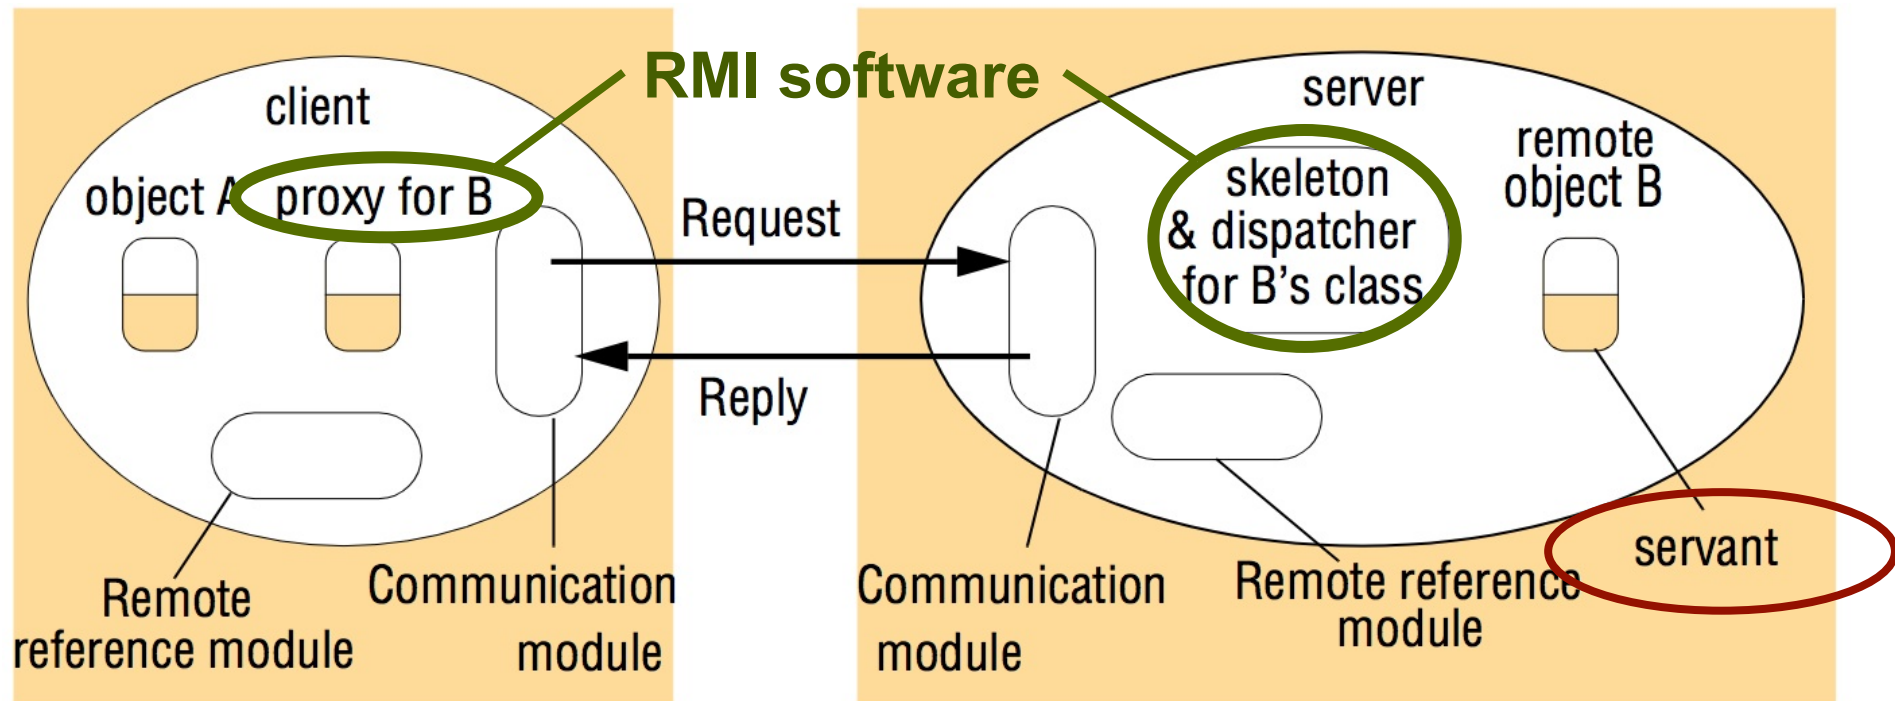 RMI software
client
object A
proxy for B
Remote
reference module
Communication
module
Request
Reply
server
skeleton
& dispatcher
for B's class
remote
object B
Communication
module
Remote reference
module
servant